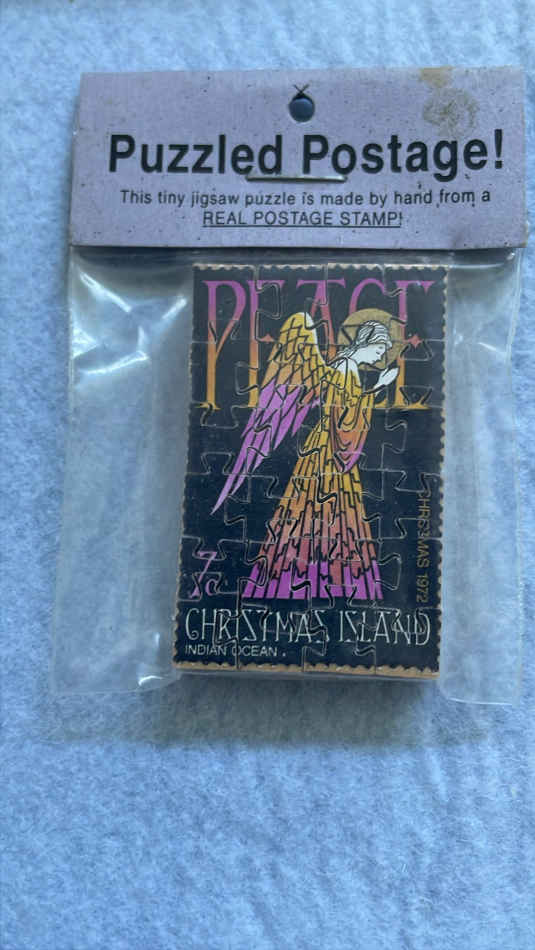 Puzzled Postage!
This tiny jigsaw puzzle is made by hand from a
REAL POSTAGE STAMP!
PEACE
CHRISTMAS 1972
7c
CHRISTMAS ISLAND
INDIAN OCEAN